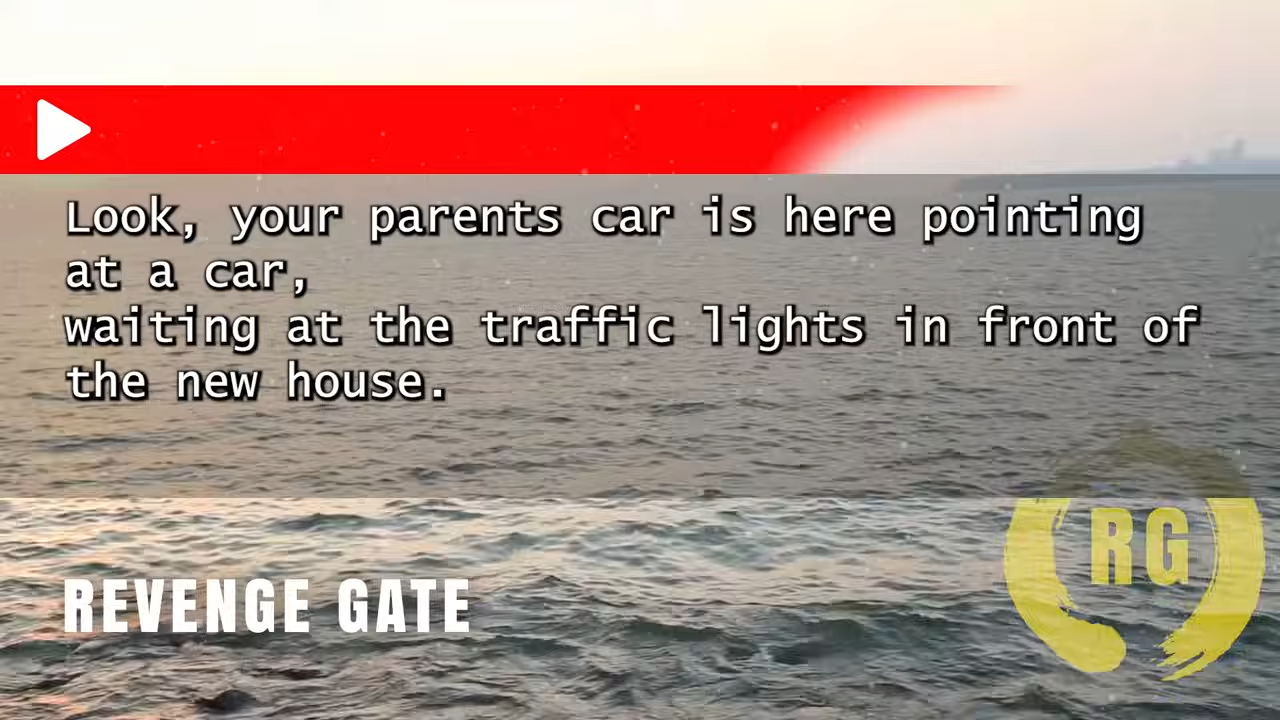 Look, your parents car is here pointing
at a car,
waiting at the traffic lights in front of
the new house.
RG
REVENGE GATE